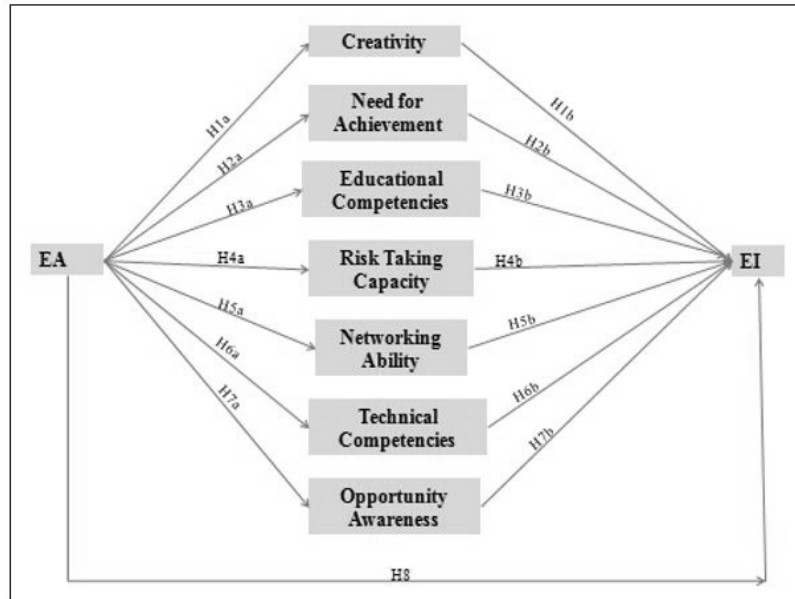 Creativity
H1a
H1b
Need for
Achievement
H2a
H2b
Educational
Competencies
H3a
H3b
EA
H4a
Risk Taking
Capacity
H4b
EI
H5a
Networking
Ability
H5b
H6a
H6b
H7a
Technical
Competencies
H7b
Opportunity
Awareness
H8